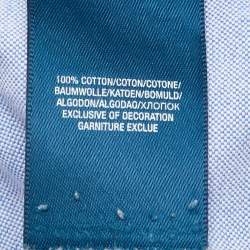 100% COTTON/COTON/COTONE/
BAUMWOLLE/KATOEN/BOMULD/
ALGODON/ALGODAO/ХЛОПОК
EXCLUSIVE OF DECORATION
GARNITURE EXCLUE